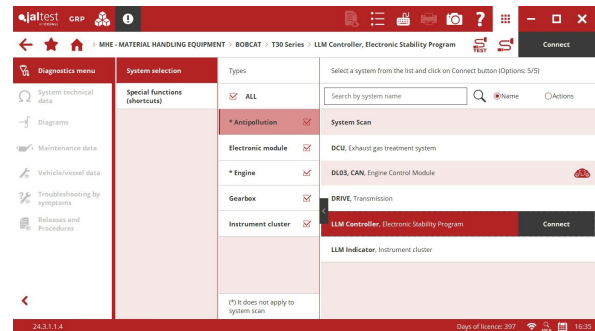 jaltest GRP
MHE - MATERIAL HANDLING EQUIPMENT > BOBCAT > T30 Series > LLM Controller, Electronic Stability Program
TEST
Connect
Diagnostics menu
System technical
data
Diagrams
Maintenance data
Vehicle/vessel data
Troubleshooting by
symptoms
Releases and
Procedures
System selection
Special functions
(shortcuts)
Types
ALL
* Antipollution
Electronic module
* Engine
Gearbox
Instrument cluster
(*) It does not apply to
system scan
Select a system from the list and click on Connect button (Options: 5/5)
Search by system name
Name
Actions
System Scan
DCU, Exhaust gas treatment system
DL03, CAN, Engine Control Module
DRIVE, Transmission
LLM Controller, Electronic Stability Program
Connect
LLM Indicator, Instrument cluster
24.3.1.1.4
Days of licence: 397
16:35